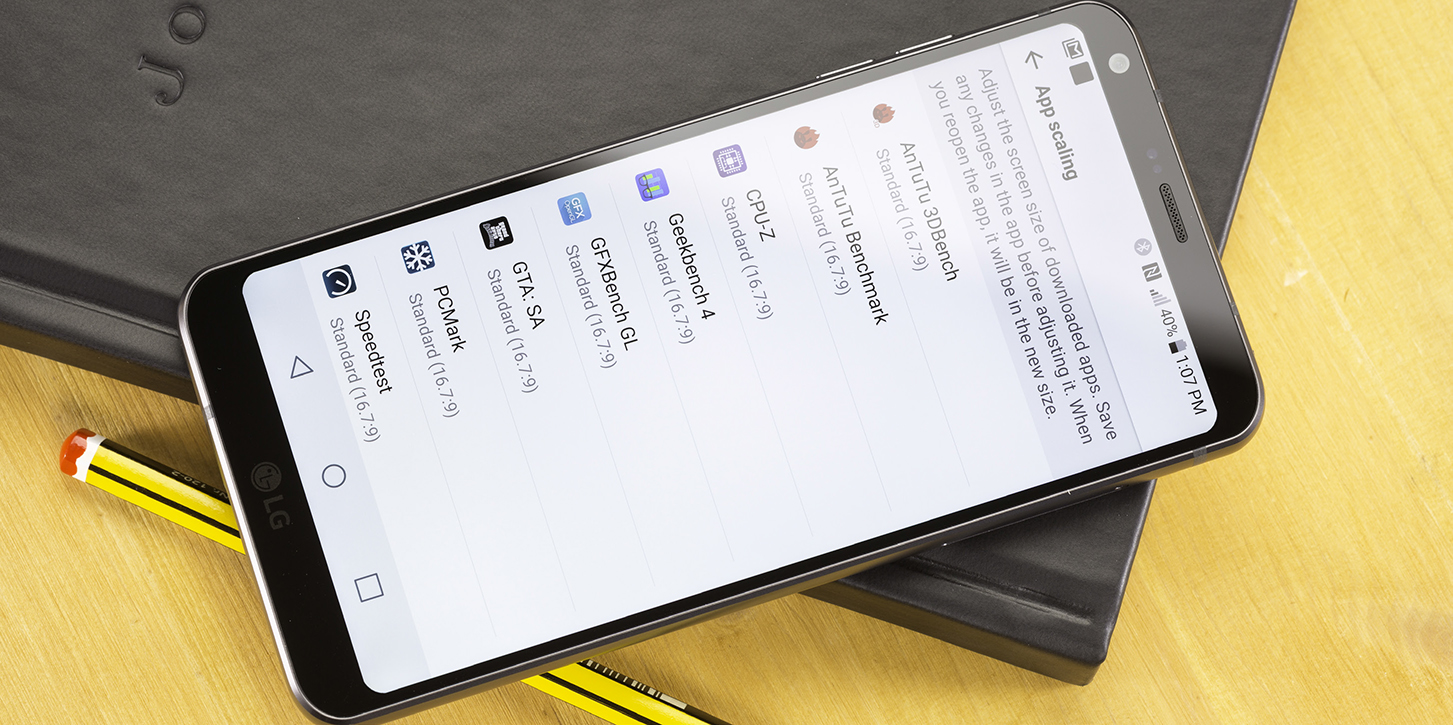 1:07 PM
40%
App scaling
Adjust the screen size of downloaded apps. Save
any changes in the app before adjusting it. When
you reopen the app, it will be in the new size.
AnTuTu 3DBench
Standard (16.7:9)
AnTuTu Benchmark
Standard (16.7:9)
CPU-Z
Standard (16.7:9)
Geekbench 4
Standard (16.7:9)
GFX
OpenGL
GFXBench GL
Standard (16.7:9)
GTA: SA
Standard (16.7:9)
PCMark
Standard (16.7:9)
Speedtest
Standard (16.7:9)
LG
JO